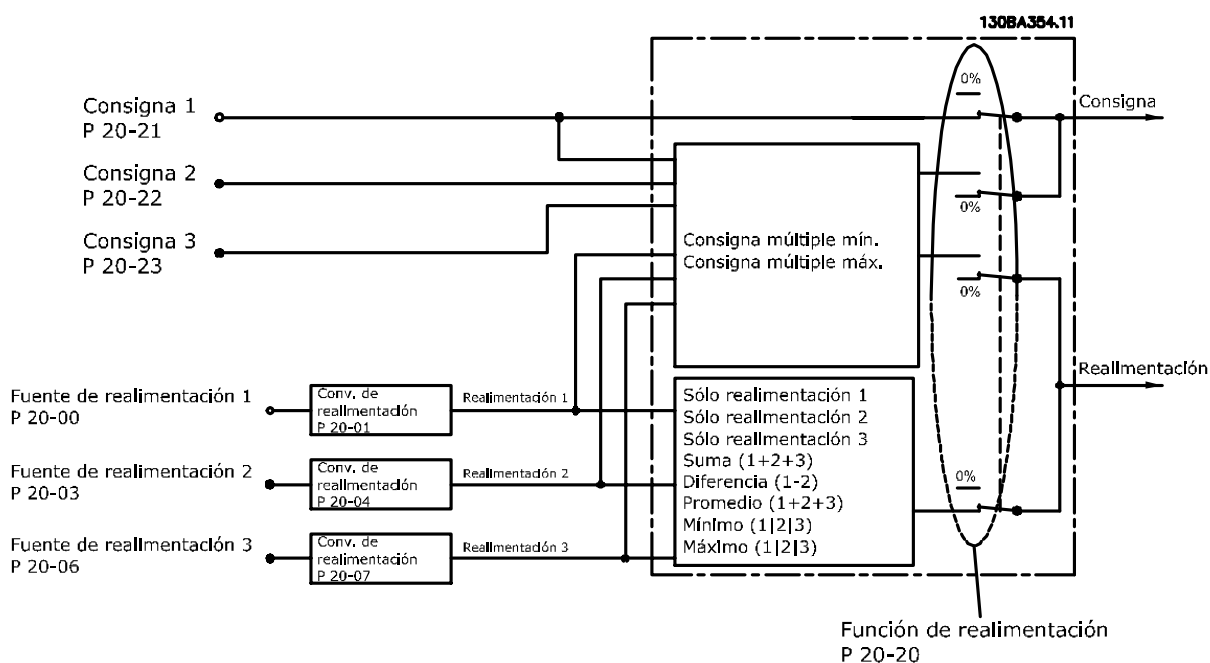 130BA354.11
Consigna 1
P 20-21
Consigna 2
P 20-22
Consigna 3
P 20-23
0%
Consigna
0%
Consigna múltiple mín.
Consigna múltiple máx.
0%
Realimentación
Fuente de realimentación 1
P 20-00
Conv. de
realimentación
P 20-01
Realimentación 1
Fuente de realimentación 2
P 20-03
Conv. de
realimentación
P 20-04
Realimentación 2
Fuente de realimentación 3
P 20-06
Conv. de
realimentación
P 20-07
Realimentación 3
Sólo realimentación 1
Sólo realimentación 2
Sólo realimentación 3
Suma (1+2+3)
Diferencia (1-2)
Promedio (1+2+3)
Mínimo (1|2|3)
Máximo (1|2|3)
0%
Función de realimentación
P 20-20